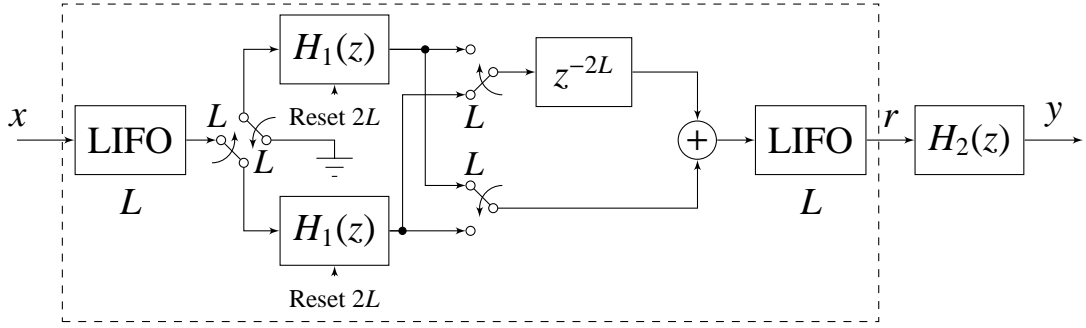 x
LIFO
L
L
L
H₁(z)
Reset 2L
H₁(z)
Reset 2L
L
L
z⁻²ᴸ
+
LIFO
L
r
H₂(z)
y